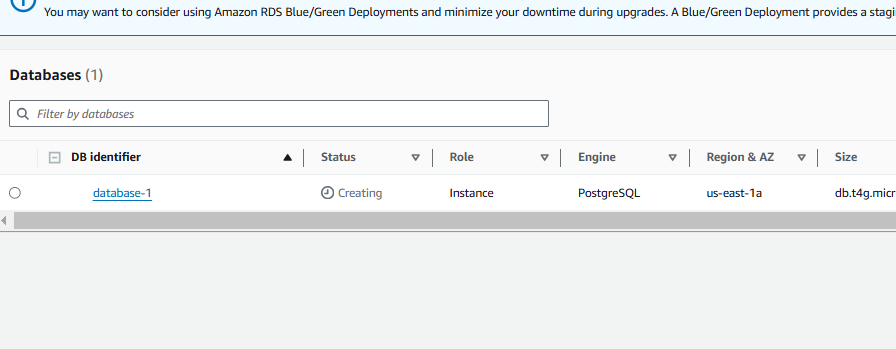 You may want to consider using Amazon RDS Blue/Green Deployments and minimize your downtime during upgrades. A Blue/Green Deployment provides a stagi
Databases (1)
Filter by databases
DB identifier Status Role Engine Region & AZ Size
database-1 Creating Instance PostgreSQL us-east-1a db.t4g.micr